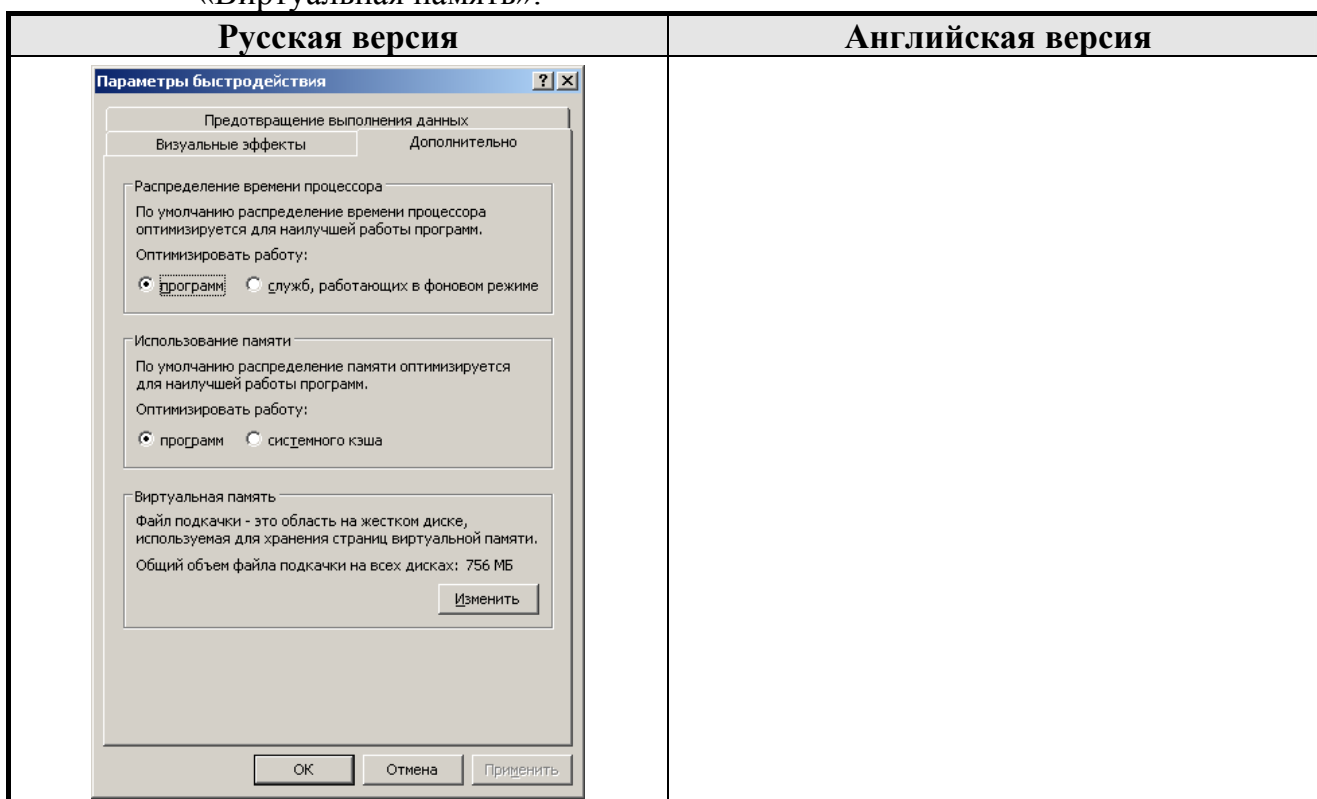 «Виртуальная память».
Русская версия
Английская версия
Параметры быстродействия
Предотвращение выполнения данных
Визуальные эффекты
Дополнительно
Распределение времени процессора
По умолчанию распределение времени процессора
оптимизируется для наилучшей работы программ.
Оптимизировать работу:
программ служб, работающих в фоновом режиме
Использование памяти
По умолчанию распределение памяти оптимизируется
для наилучшей работы программ.
Оптимизировать работу:
программ системного кэша
Виртуальная память
Файл подкачки - это область на жестком диске,
используемая для хранения страниц виртуальной памяти.
Общий объем файла подкачки на всех дисках: 756 МБ
Изменить
ОК Отмена Применить